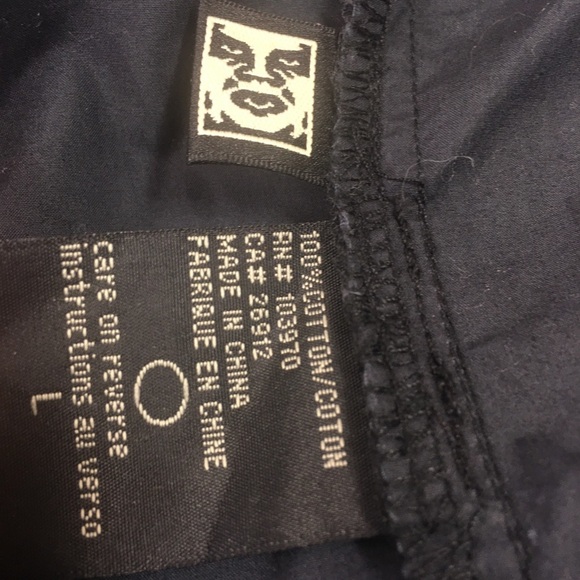 100%COTTON/COTON
RN# 103970
CA# 26912
MADE IN CHINA
FABRIQUE EN CHINE
care on reverse
instructions au verso
L